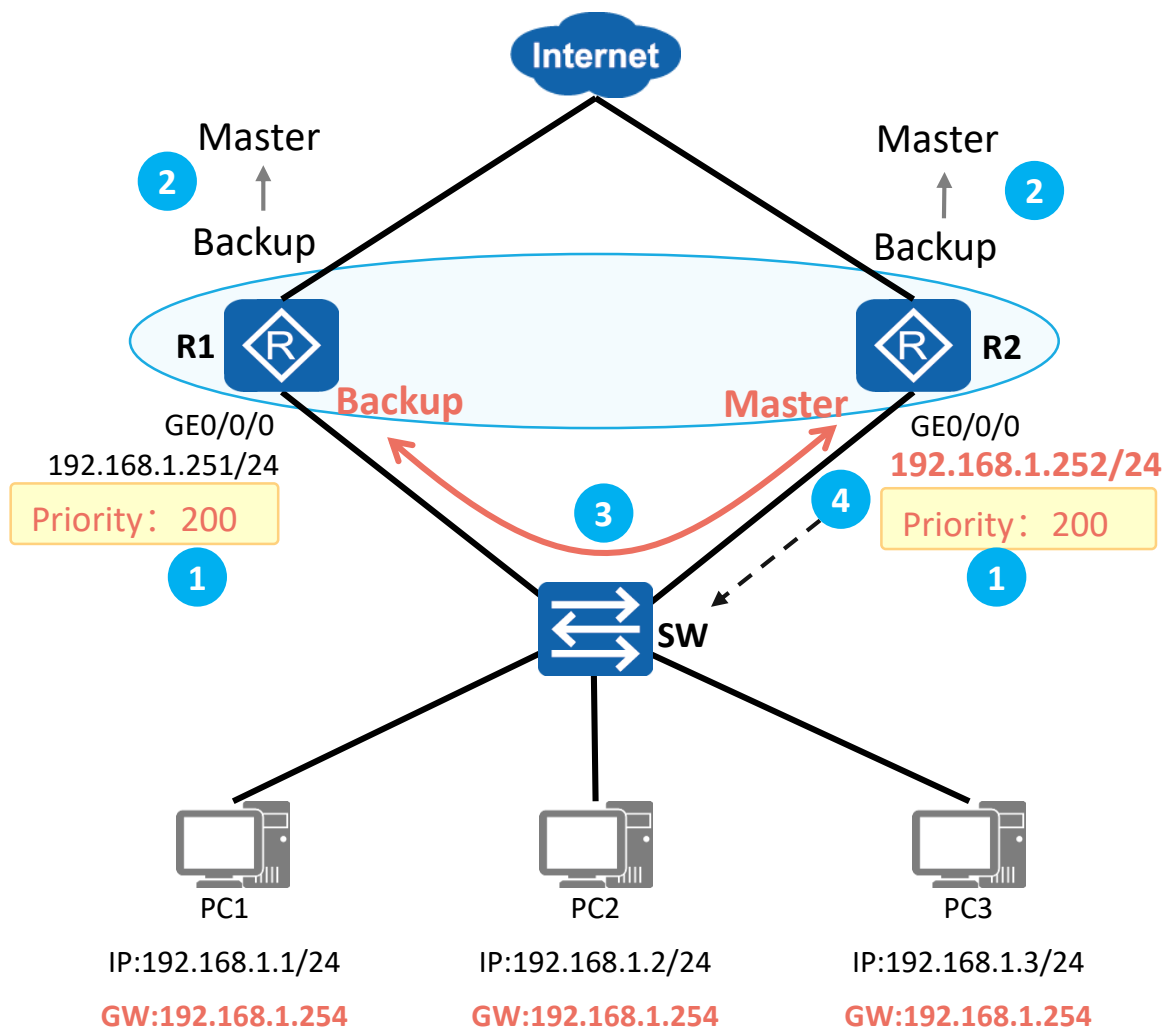 Internet
Master
2
Backup
Master
2
Backup
R1
R2
Backup
Master
GE0/0/0
192.168.1.251/24
Priority：200
1
GE0/0/0
192.168.1.252/24
Priority：200
1
3
4
SW
PC1
PC2
PC3
IP:192.168.1.1/24
IP:192.168.1.2/24
IP:192.168.1.3/24
GW:192.168.1.254
GW:192.168.1.254
GW:192.168.1.254
R
R